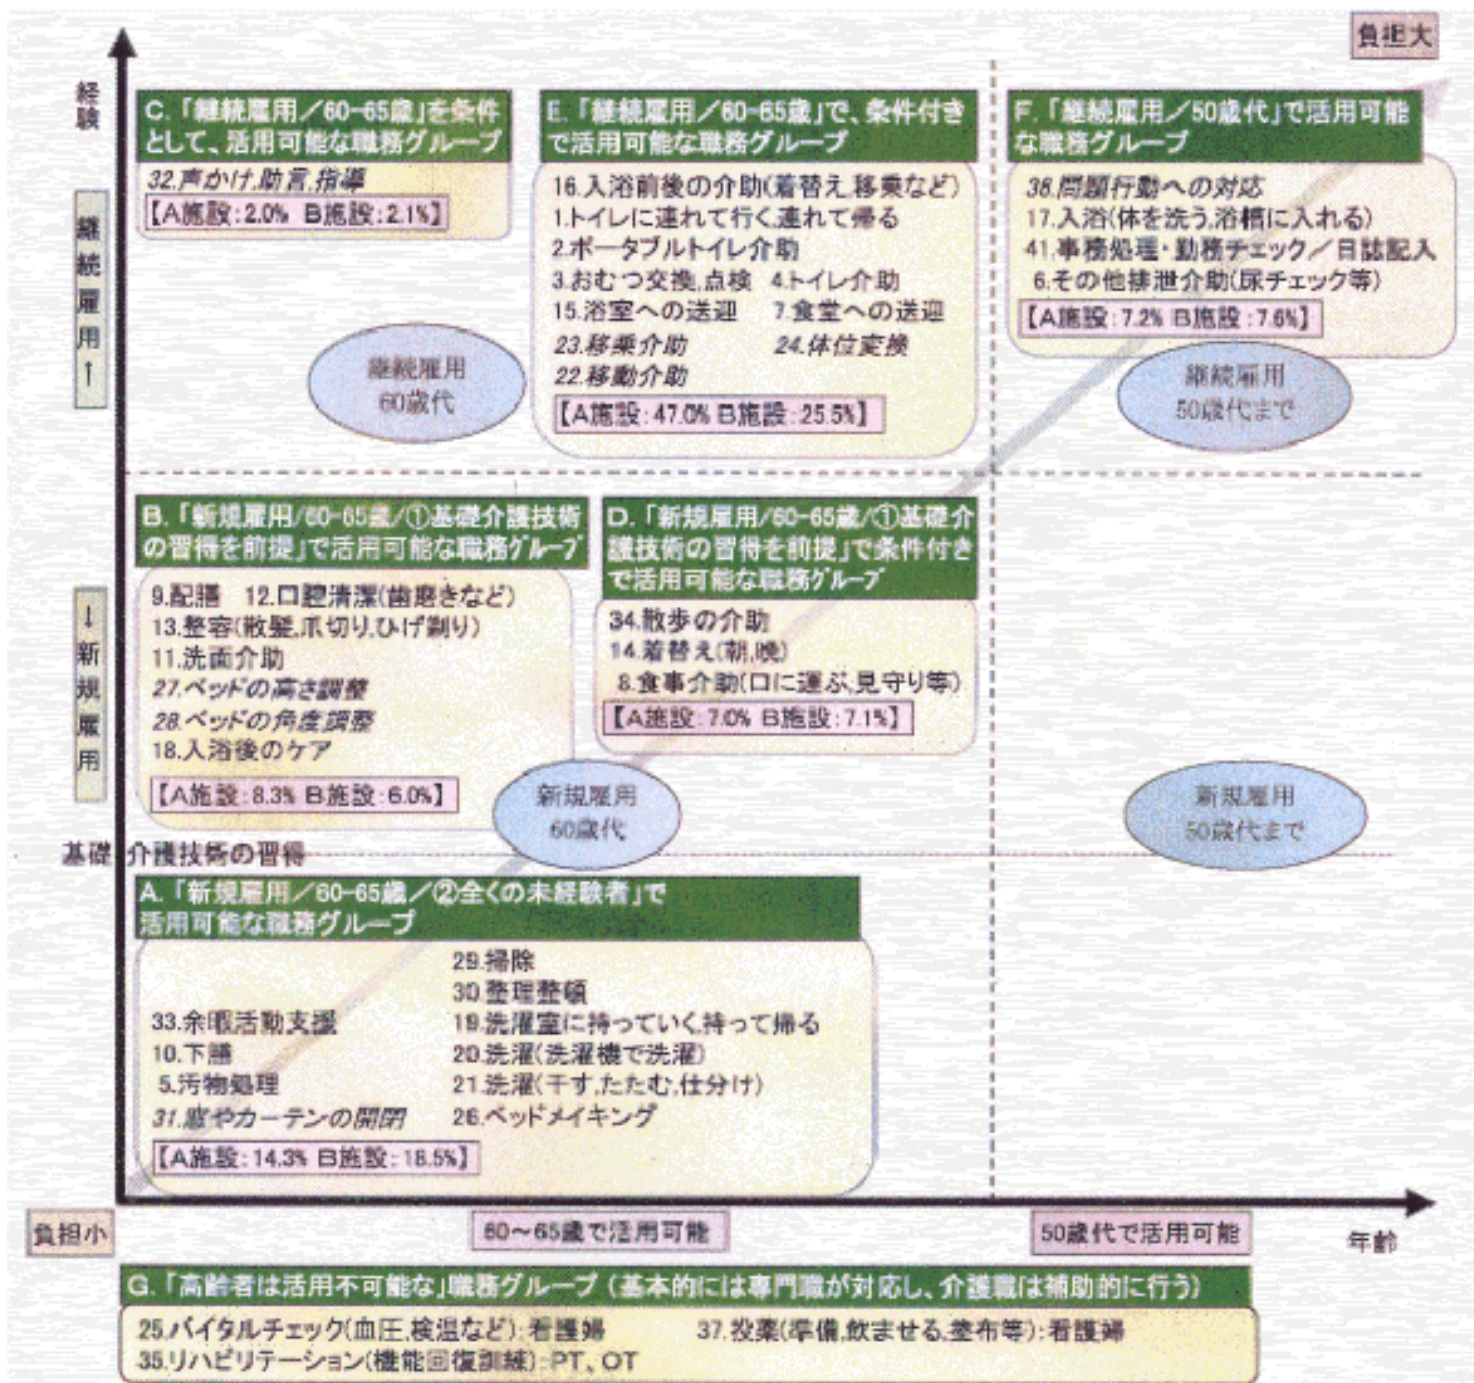 負担大
経験
継続雇用↑
C.「継続雇用／60-65歳」を条件
として、活用可能な職務グループ
32.声かけ,助言,指導
【A施設:2.0% B施設:2.1%】
継続雇用
60歳代
E.「継続雇用／60-65歳」で、条件付き
で活用可能な職務グループ
16.入浴前後の介助(着替え,移乗など)
1.トイレに連れて行く,連れて帰る
2.ポータブルトイレ介助
3.おむつ交換,点検 4.トイレ介助
15.浴室への送迎 7.食堂への送迎
23.移乗介助 24.体位変換
22.移動介助
【A施設:47.0% B施設:25.5%】
F.「継続雇用／50歳代」で活用可能
な職務グループ
36.問題行動への対応
17.入浴(体を洗う,浴槽に入れる)
41.事務処理・勤務チェック／日誌記入
6.その他排泄介助(尿チェック等)
【A施設:7.2% B施設:7.6%】
継続雇用
50歳代まで
↓新規雇用
B.「新規雇用/60-65歳/①基礎介護技術
の習得を前提」で活用可能な職務グループ
9.配膳 12.口腔清潔(歯磨きなど)
13.整容(散髪,爪切り,ひげ剃り)
11.洗面介助
27.ベッドの高さ調整
28.ベッドの角度調整
18.入浴後のケア
【A施設:8.3% B施設:6.0%】
D.「新規雇用/60-65歳/①基礎介
護技術の習得を前提」で条件付き
で活用可能な職務グループ
34.散歩の介助
14.着替え(朝,晩)
8.食事介助(口に運ぶ,見守り等)
【A施設:7.0% B施設:7.1%】
新規雇用
60歳代
新規雇用
50歳代まで
基礎介護技術の習得
A.「新規雇用／60-65歳／②全くの未経験者」で
活用可能な職務グループ
29.掃除
30.整理整頓
33.余暇活動支援 19.洗濯室に持っていく,持って帰る
10.下膳 20.洗濯(洗濯機で洗濯)
5.汚物処理 21.洗濯(干す,たたむ,仕分け)
31.窓やカーテンの開閉 26.ベッドメイキング
【A施設:14.3% B施設:18.5%】
負担小
60～65歳で活用可能
50歳代で活用可能
年齢
G.「高齢者は活用不可能な」職務グループ（基本的には専門職が対応し、介護職は補助的に行う）
25.バイタルチェック(血圧,検温など):看護婦 37.投薬(準備,飲ませる,塗布等):看護婦
35.リハビリテーション(機能回復訓練):PT、OT